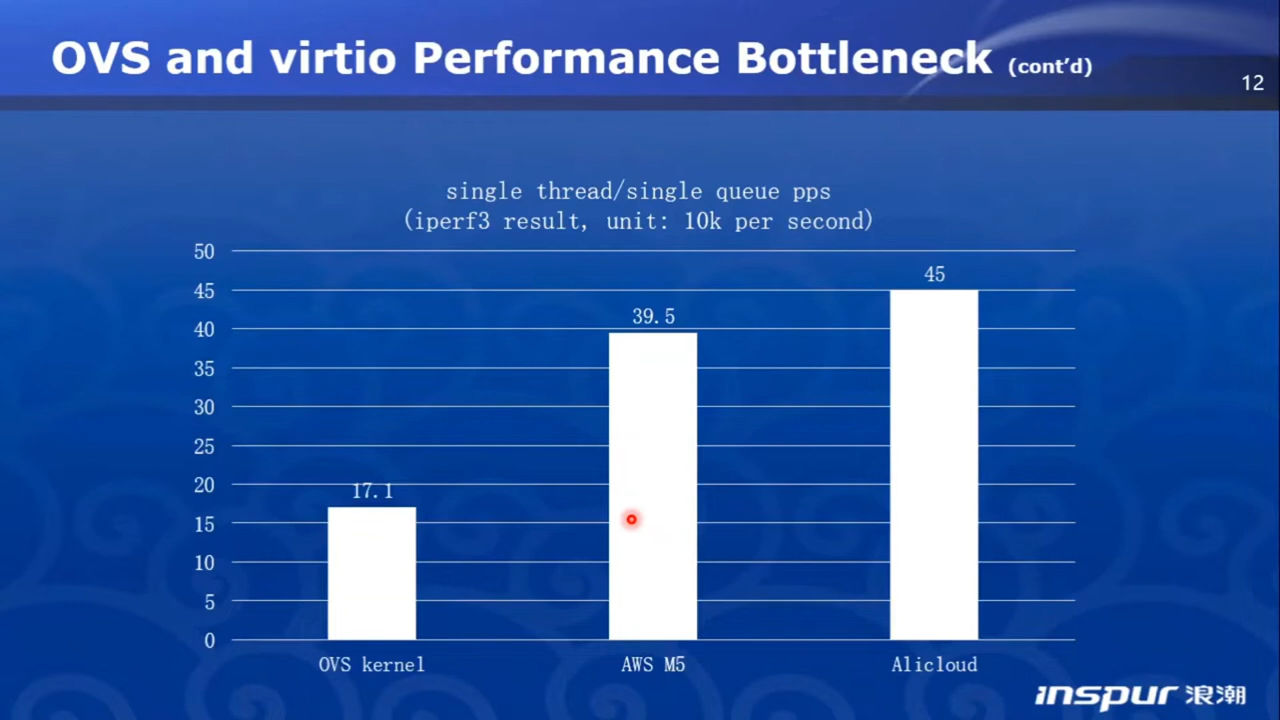 OVS and virtio Performance Bottleneck (cont'd)
12
single thread/single queue pps
(iperf3 result, unit: 10k per second)
50
45
40
35
30
25
20
15
10
5
0
17.1
39.5
45
OVS kernel
AWS M5
Alicloud
inspur 浪潮